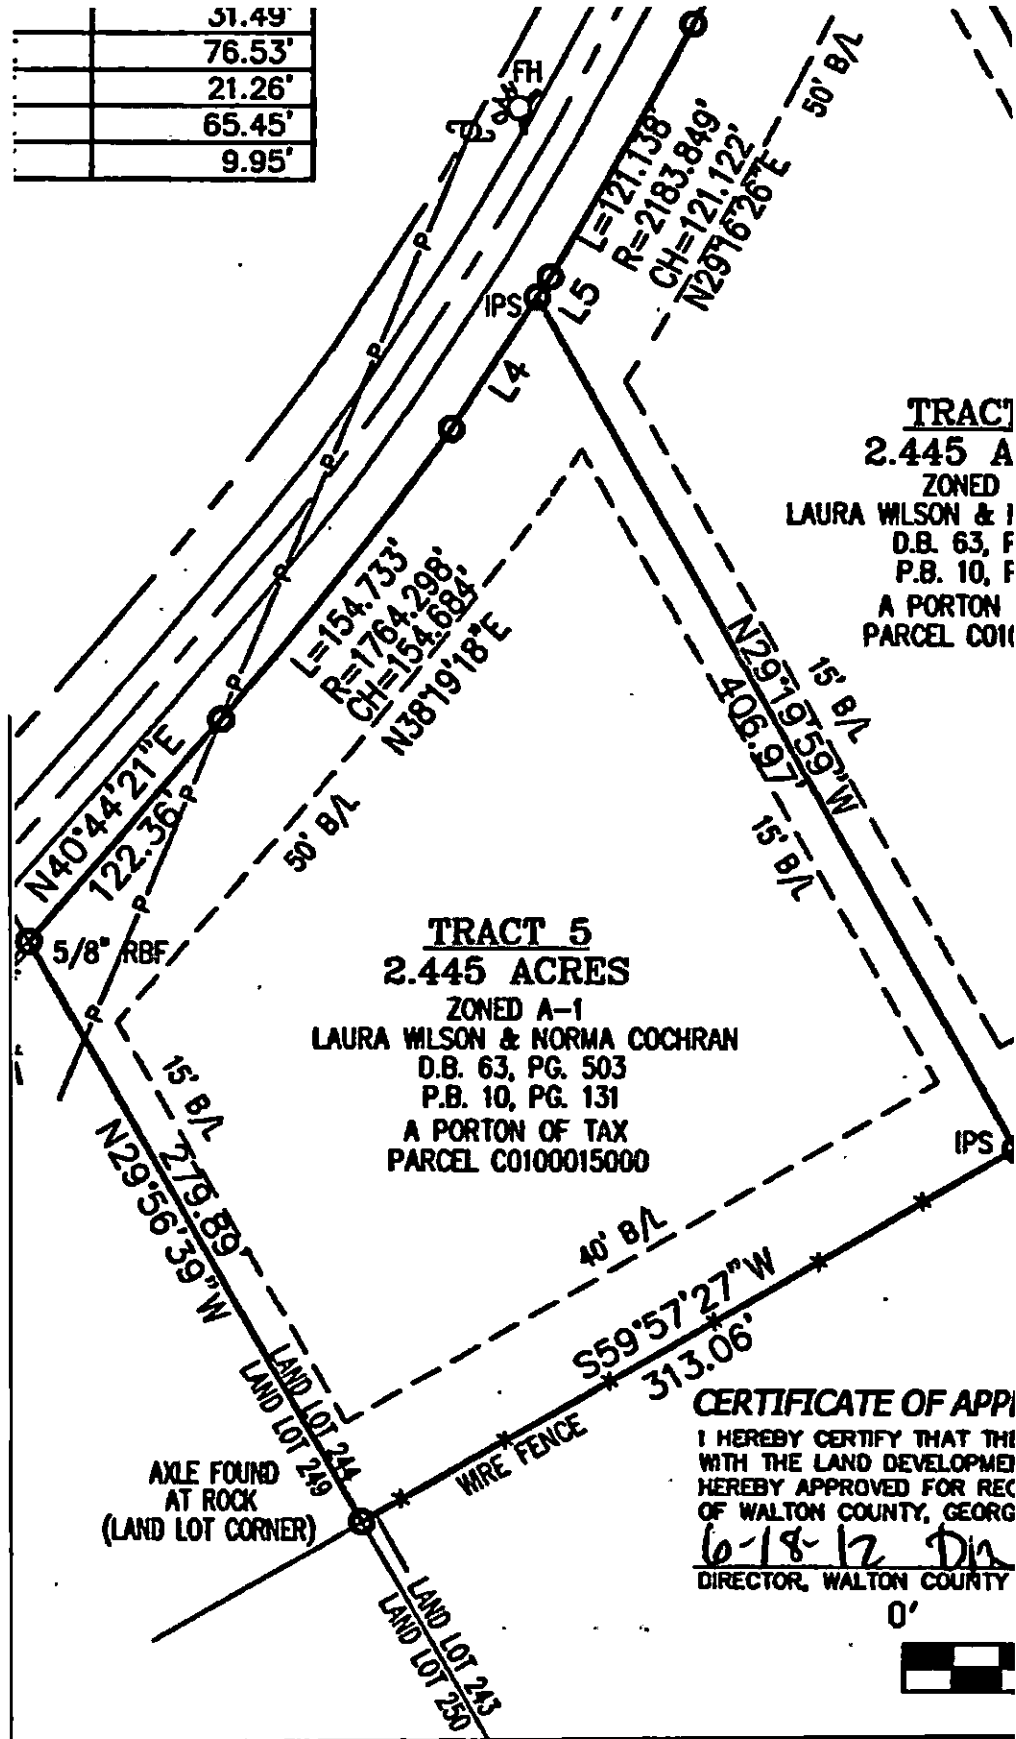 31.49'
76.53'
21.26'
65.45'
9.95'
FH
50' B/L
L=121.138'
R=2183.849'
CH=121.122'
N29°16'26"E
IPS
L5
L4
TRACT
2.445 A
ZONED
LAURA WILSON &
D.B. 63, P
P.B. 10, P
A PORTON
PARCEL C010
L=154.733'
R=1764.298'
CH=154.684'
N38°19'18"E
N29°19'59"W
406.97'
15' B/L
15' B/L
N40°44'21"E
122.36'
50' B/L
P
P
P
P
P
P
P
P
5/8" RBF
TRACT 5
2.445 ACRES
ZONED A-1
LAURA WILSON & NORMA COCHRAN
D.B. 63, PG. 503
P.B. 10, PG. 131
A PORTON OF TAX
PARCEL C0100015000
15' B/L
279.89'
N29°56'39"W
IPS
40' B/L
S59°57'27"W
313.06'
WIRE FENCE
LAND LOT 244
LAND LOT 249
AXLE FOUND
AT ROCK
(LAND LOT CORNER)
LAND LOT 243
LAND LOT 250
CERTIFICATE OF APP
I HEREBY CERTIFY THAT THE
WITH THE LAND DEVELOPMEN
HEREBY APPROVED FOR REC
OF WALTON COUNTY, GEORG
6-18-12
DIRECTOR, WALTON COUNTY
0'